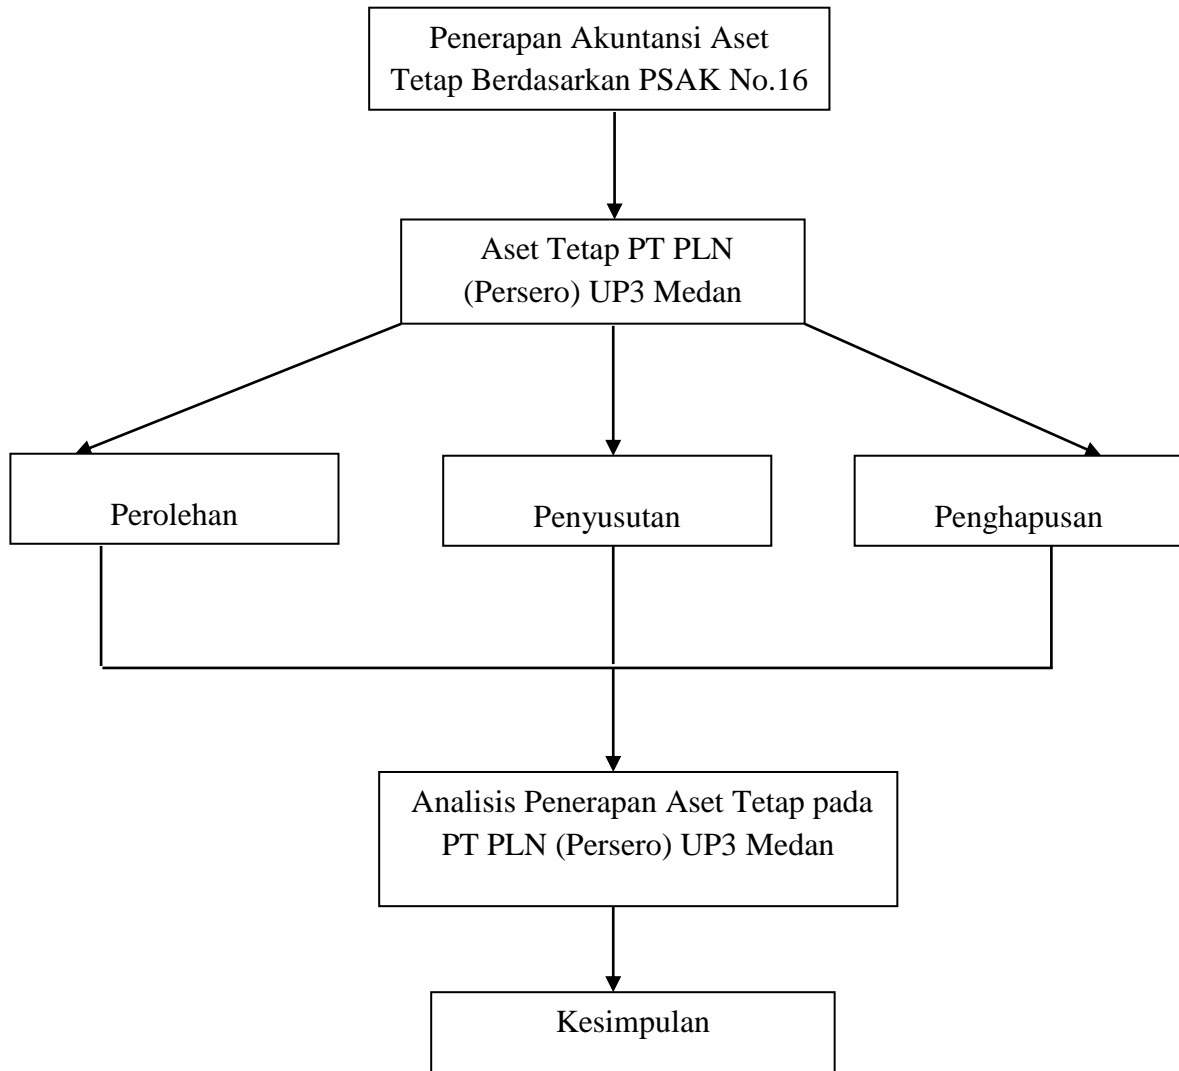 Penerapan Akuntansi Aset
Tetap Berdasarkan PSAK No.16
Aset Tetap PT PLN
(Persero) UP3 Medan
Perolehan
Penyusutan
Penghapusan
Analisis Penerapan Aset Tetap pada
PT PLN (Persero) UP3 Medan
Kesimpulan